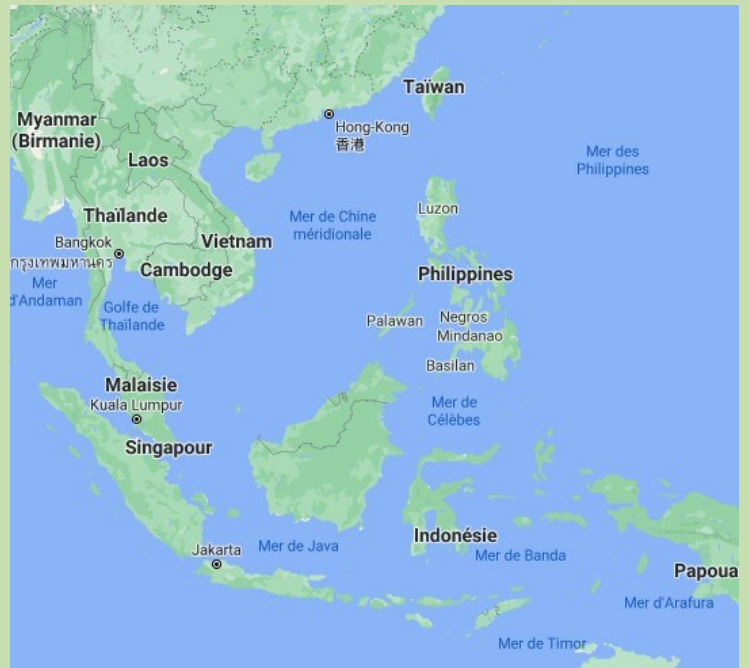 Taïwan
Myanmar
(Birmanie)
Hong-Kong
香港
Laos
Mer des
Philippines
Thaïlande
Luzon
Mer de Chine
méridionale
Bangkok
กรุงเทพมหานคร
Vietnam
Cambodge
Philippines
Mer
d'Andaman
Golfe de
Thaïlande
Palawan
Negros
Mindanao
Basilan
Malaisie
Kuala Lumpur
Mer de
Célèbes
Singapour
Indonésie
Jakarta
Mer de Java
Mer de Banda
Papoua
Mer d'Arafura
Mer de Timor